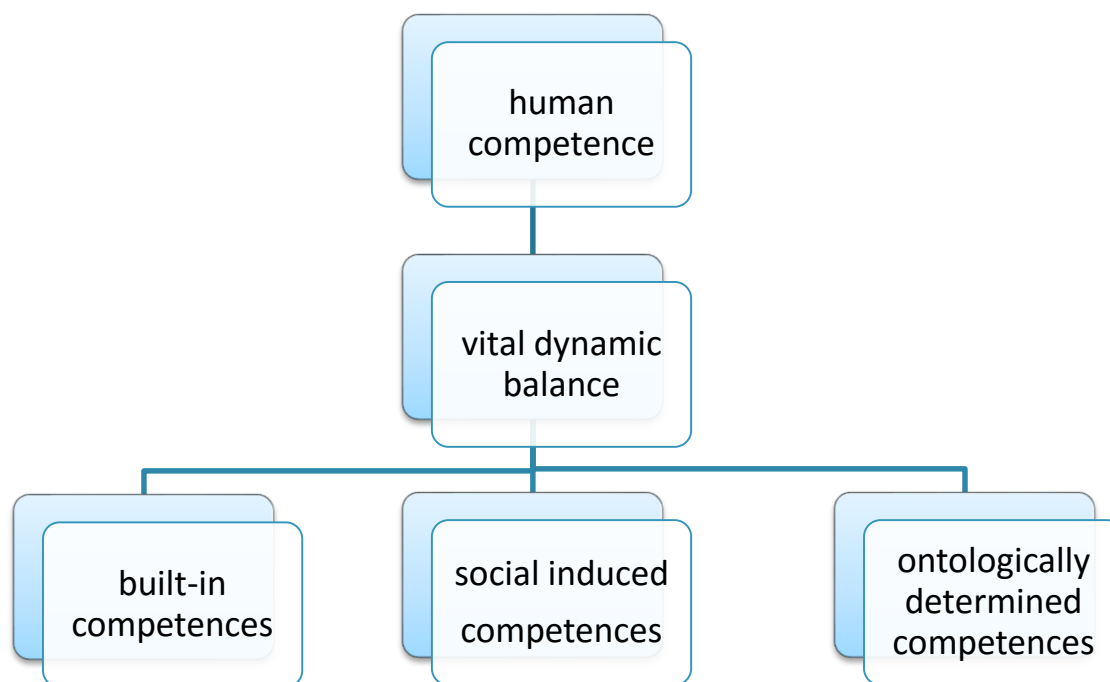 human
competence
vital dynamic
balance
built-in
competences
social induced
competences
ontologically
determined
competences